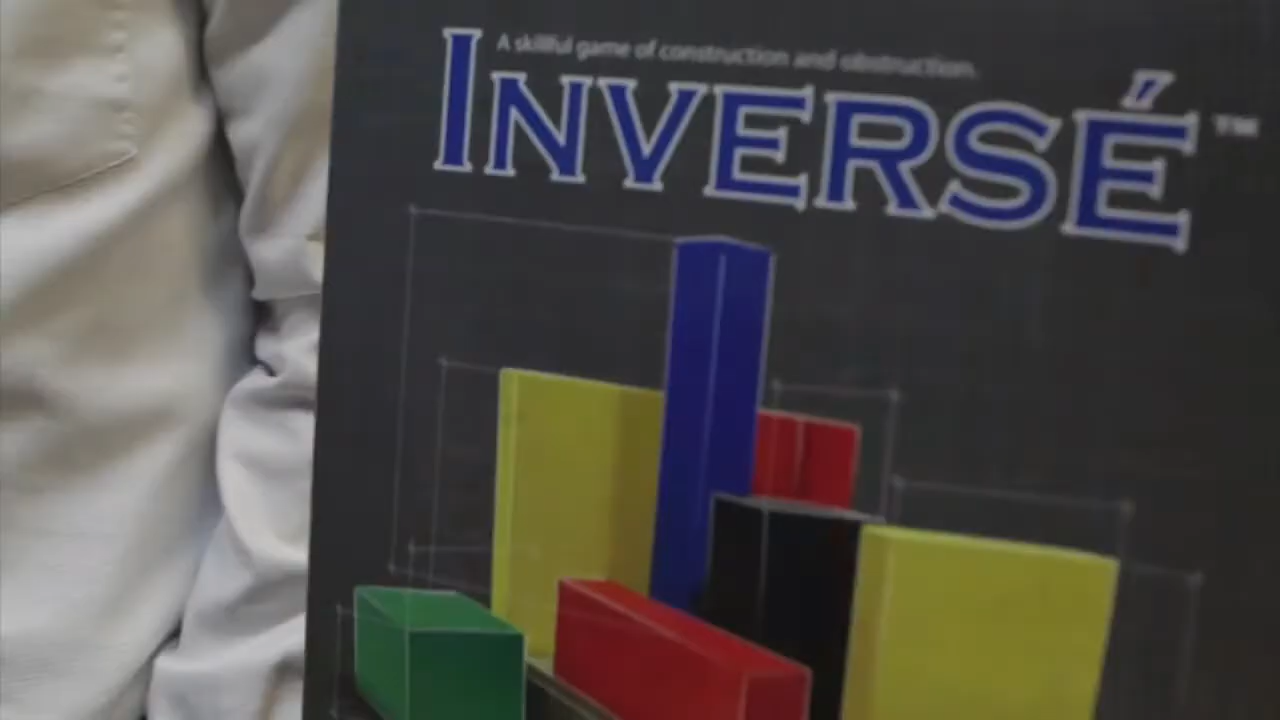 A skillful game of construction and obstruction.
INVERSÉ™